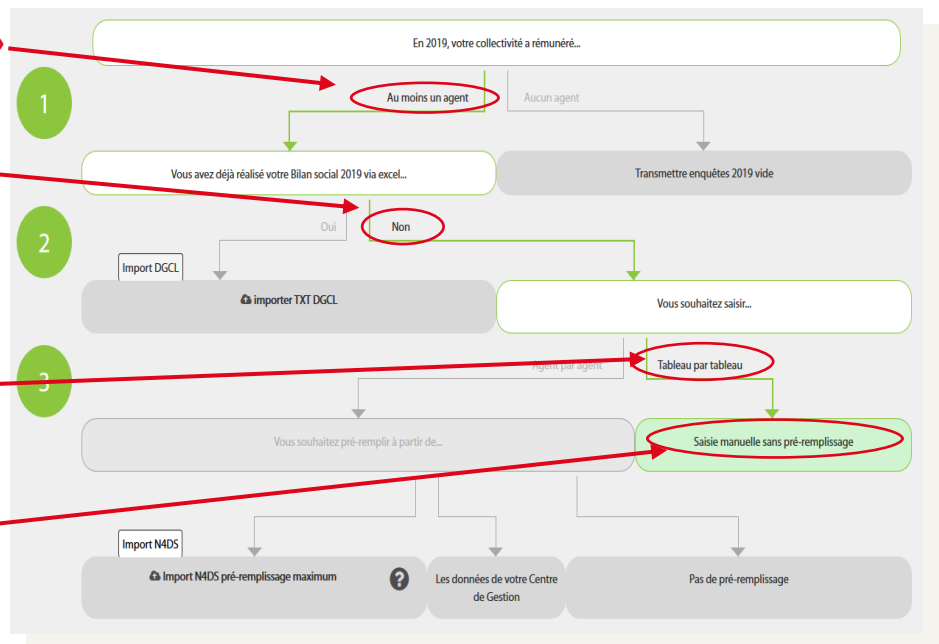 En 2019, votre collectivité a rémunéré...
1
Au moins un agent
Aucun agent
Vous avez déjà réalisé votre Bilan social 2019 via excel...
Transmettre enquêtes 2019 vide
2
Oui
Non
Import DGCL
importer TXT DGCL
Vous souhaitez saisir...
3
Agent par agent
Tableau par tableau
Vous souhaitez pré-remplir à partir de...
Saisie manuelle sans pré-remplissage
Import N4DS
Import N4DS pré-remplissage maximum
?
Les données de votre Centre
de Gestion
Pas de pré-remplissage